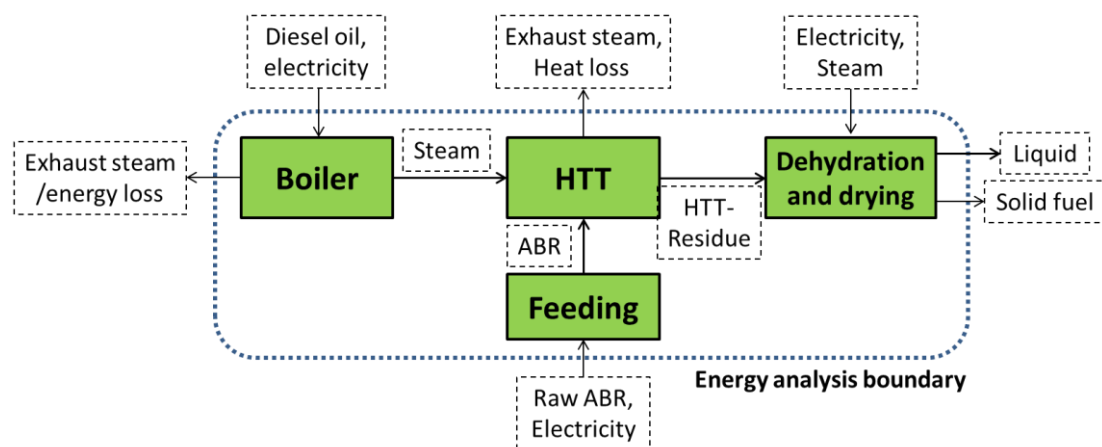 Diesel oil,
electricity
Exhaust steam,
Heat loss
Electricity,
Steam
Exhaust steam
/energy loss
Boiler
Steam
HTT
Dehydration
and drying
Liquid
Solid fuel
ABR
HTT-
Residue
Feeding
Energy analysis boundary
Raw ABR,
Electricity